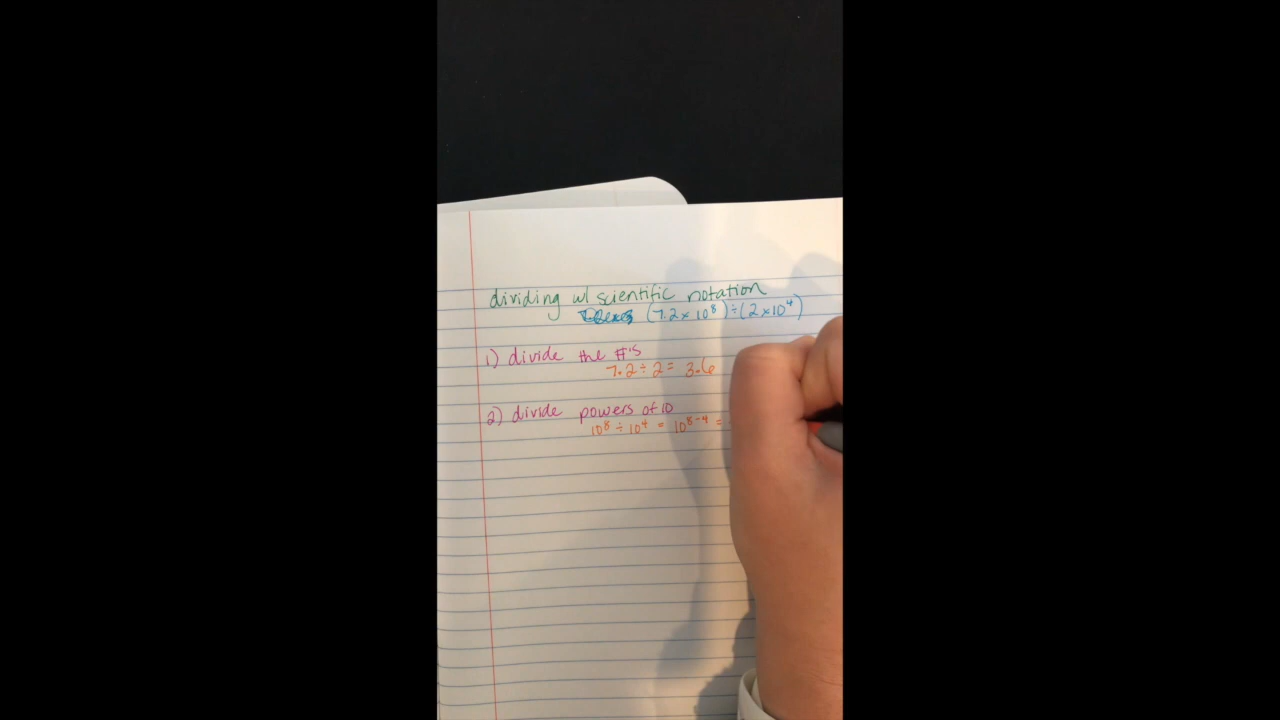 dividing w/ scientific notation
(7.2 x 10⁸) ÷ (2 x 10⁴)
1) divide the #'s
7.2 ÷ 2 = 3.6
2) divide powers of 10
10⁸ ÷ 10⁴ = 10⁸⁻⁴ =